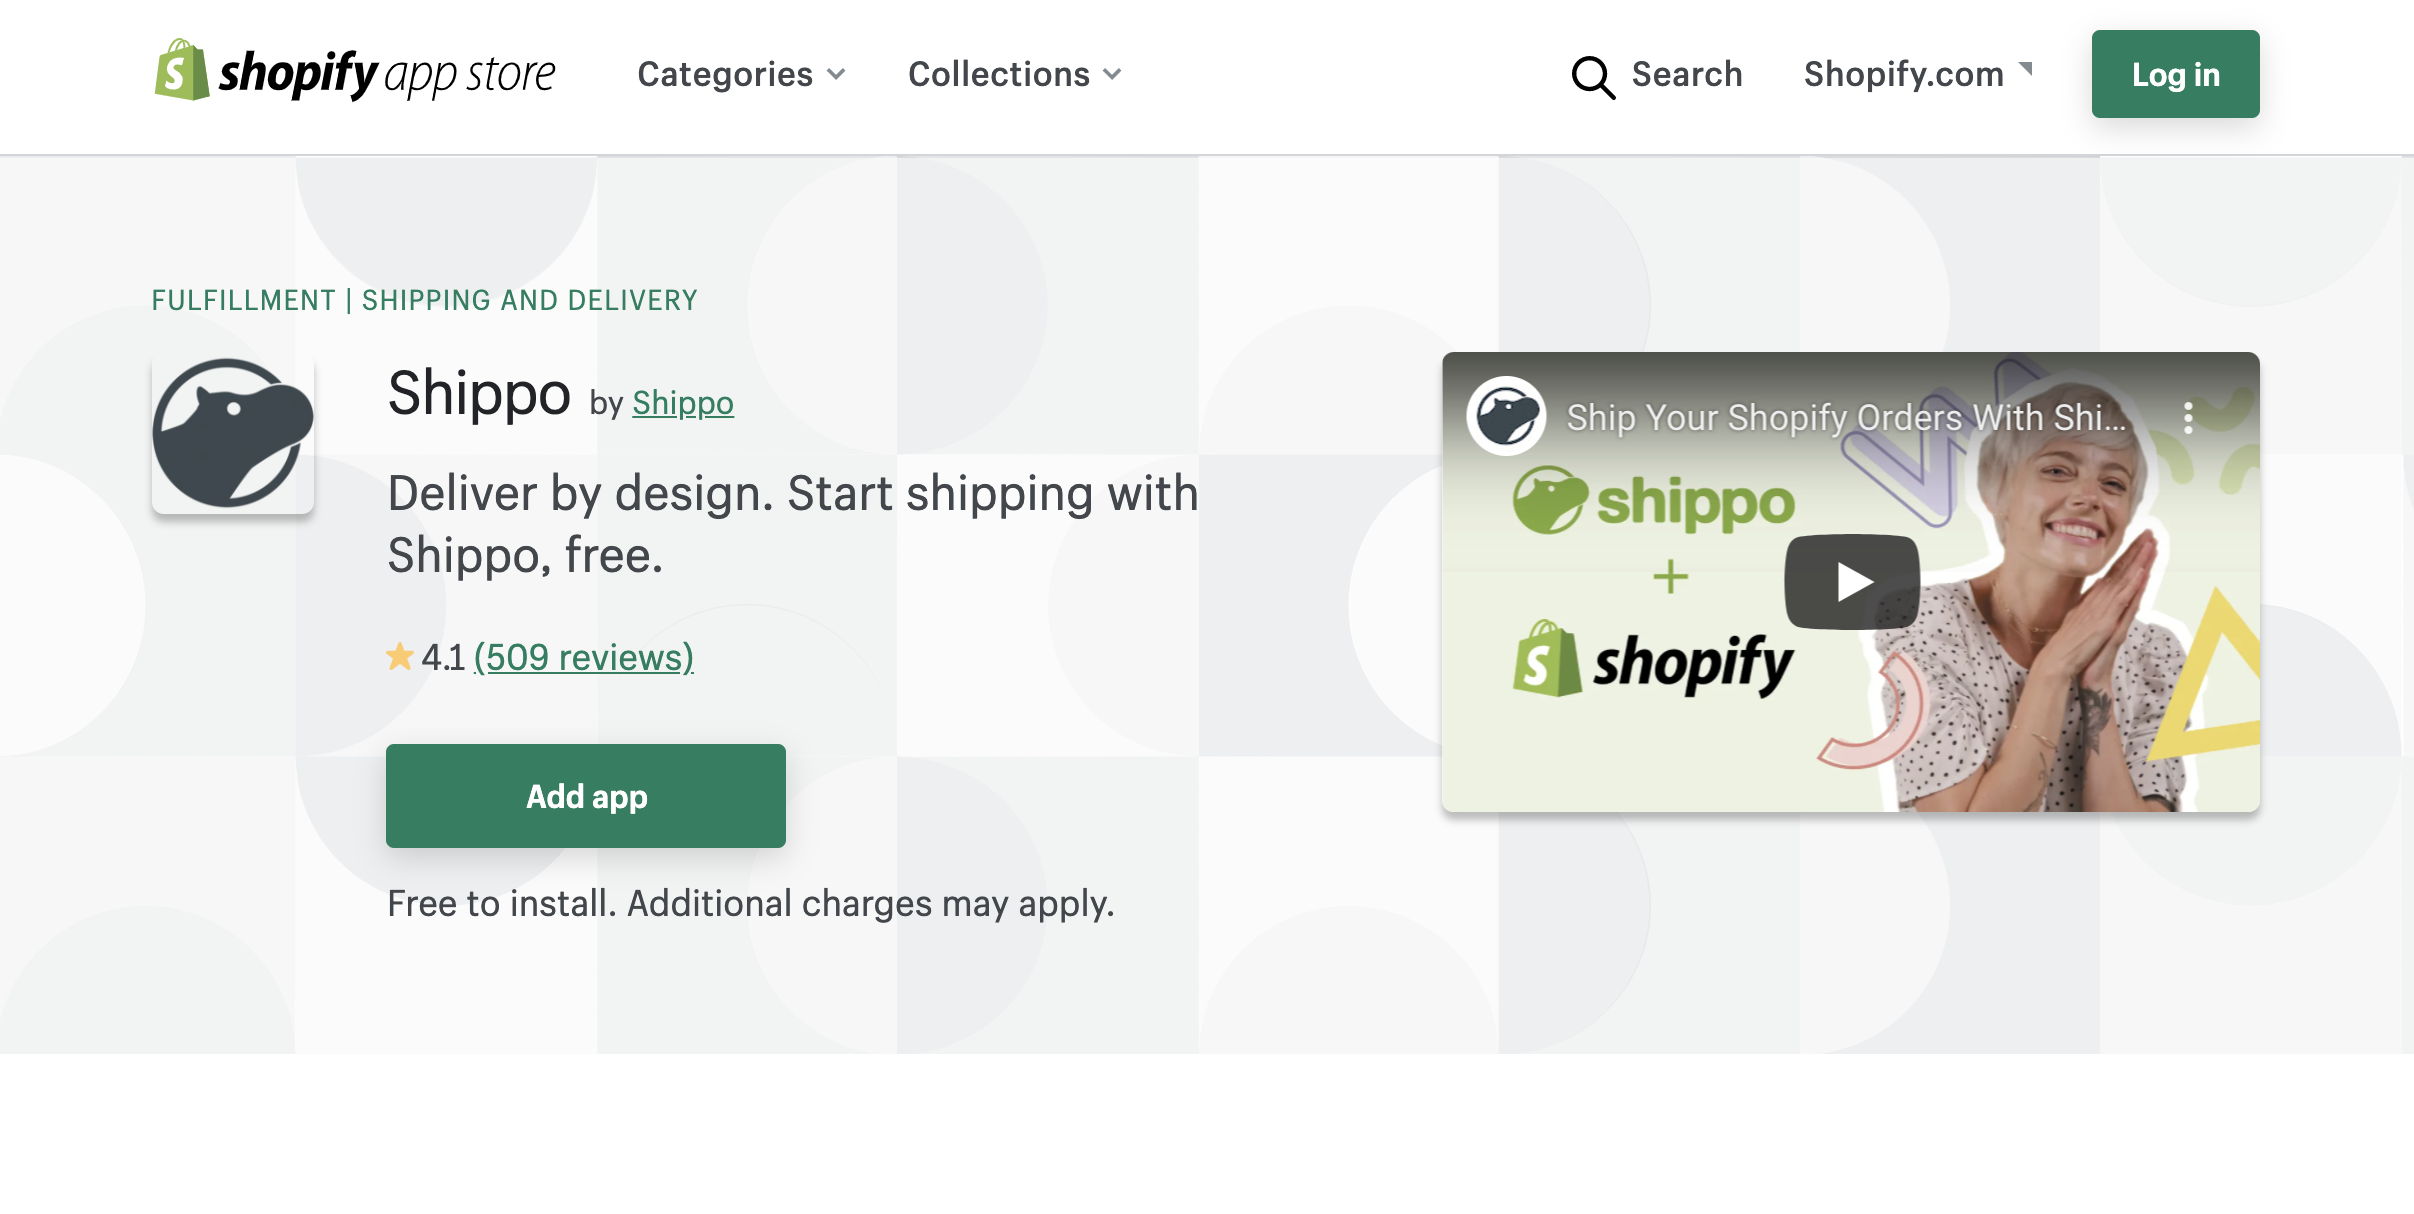 shopify app store
Categories
Collections
Search
Shopify.com
Log in
FULFILLMENT | SHIPPING AND DELIVERY
Shippo by Shippo
Deliver by design. Start shipping with
Shippo, free.
4.1 (509 reviews)
Add app
Free to install. Additional charges may apply.
Ship Your Shopify Orders With Shi...
shippo
+
shopify